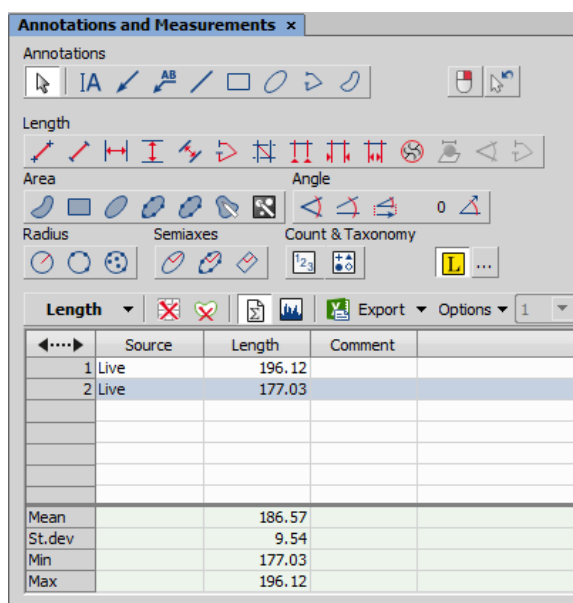 Annotations and Measurements ×
Annotations
IA AB
Length
Area Angle
0
Radius Semiaxes Count & Taxonomy
123 L ...
Length Σ Export Options 1
Source Length Comment
1 Live 196.12
2 Live 177.03
Mean 186.57
St.dev 9.54
Min 177.03
Max 196.12